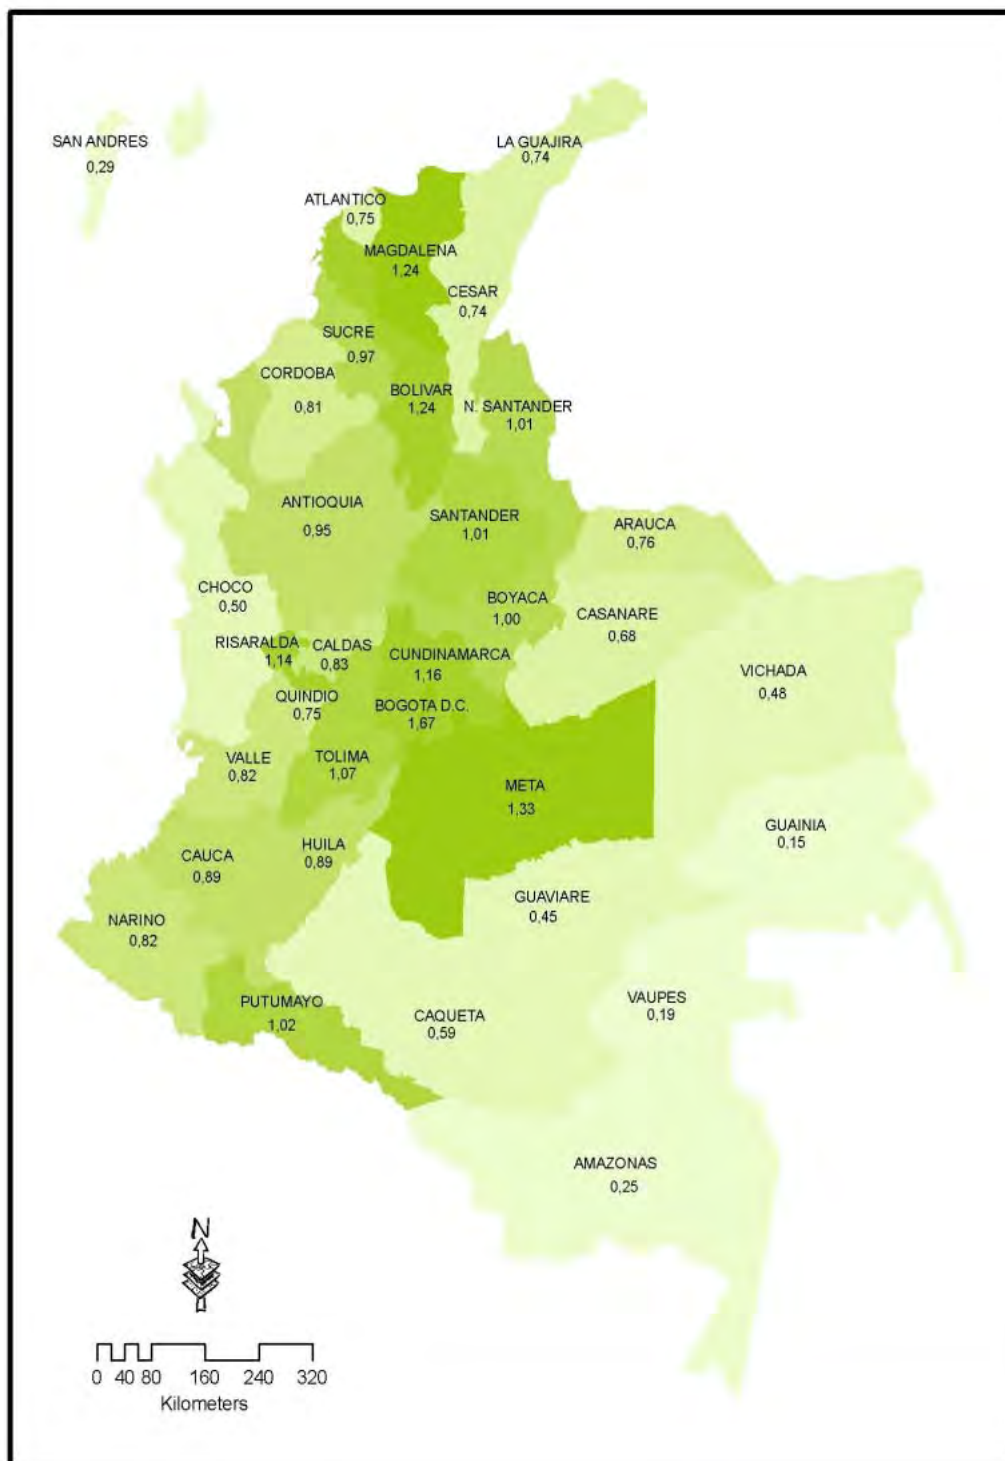 SAN ANDRES
0,29
LA GUAJIRA
0,74
ATLANTICO
0,75
MAGDALENA
1,24
CESAR
0,74
SUCRE
0,97
CORDOBA
0,81
BOLIVAR
1,24
N. SANTANDER
1,01
ANTIOQUIA
0,95
SANTANDER
1,01
ARAUCA
0,76
CHOCO
0,50
BOYACA
1,00
CASANARE
0,68
RISARALDA
1,14
CALDAS
0,83
CUNDINAMARCA
1,16
VICHADA
0,48
QUINDIO
0,75
BOGOTA D.C.
1,67
VALLE
0,82
TOLIMA
1,07
META
1,33
GUAINIA
0,15
CAUCA
0,89
HUILA
0,89
GUAVIARE
0,45
NARINO
0,82
PUTUMAYO
1,02
CAQUETA
0,59
VAUPES
0,19
AMAZONAS
0,25
N
0 40 80 160 240 320
Kilometers